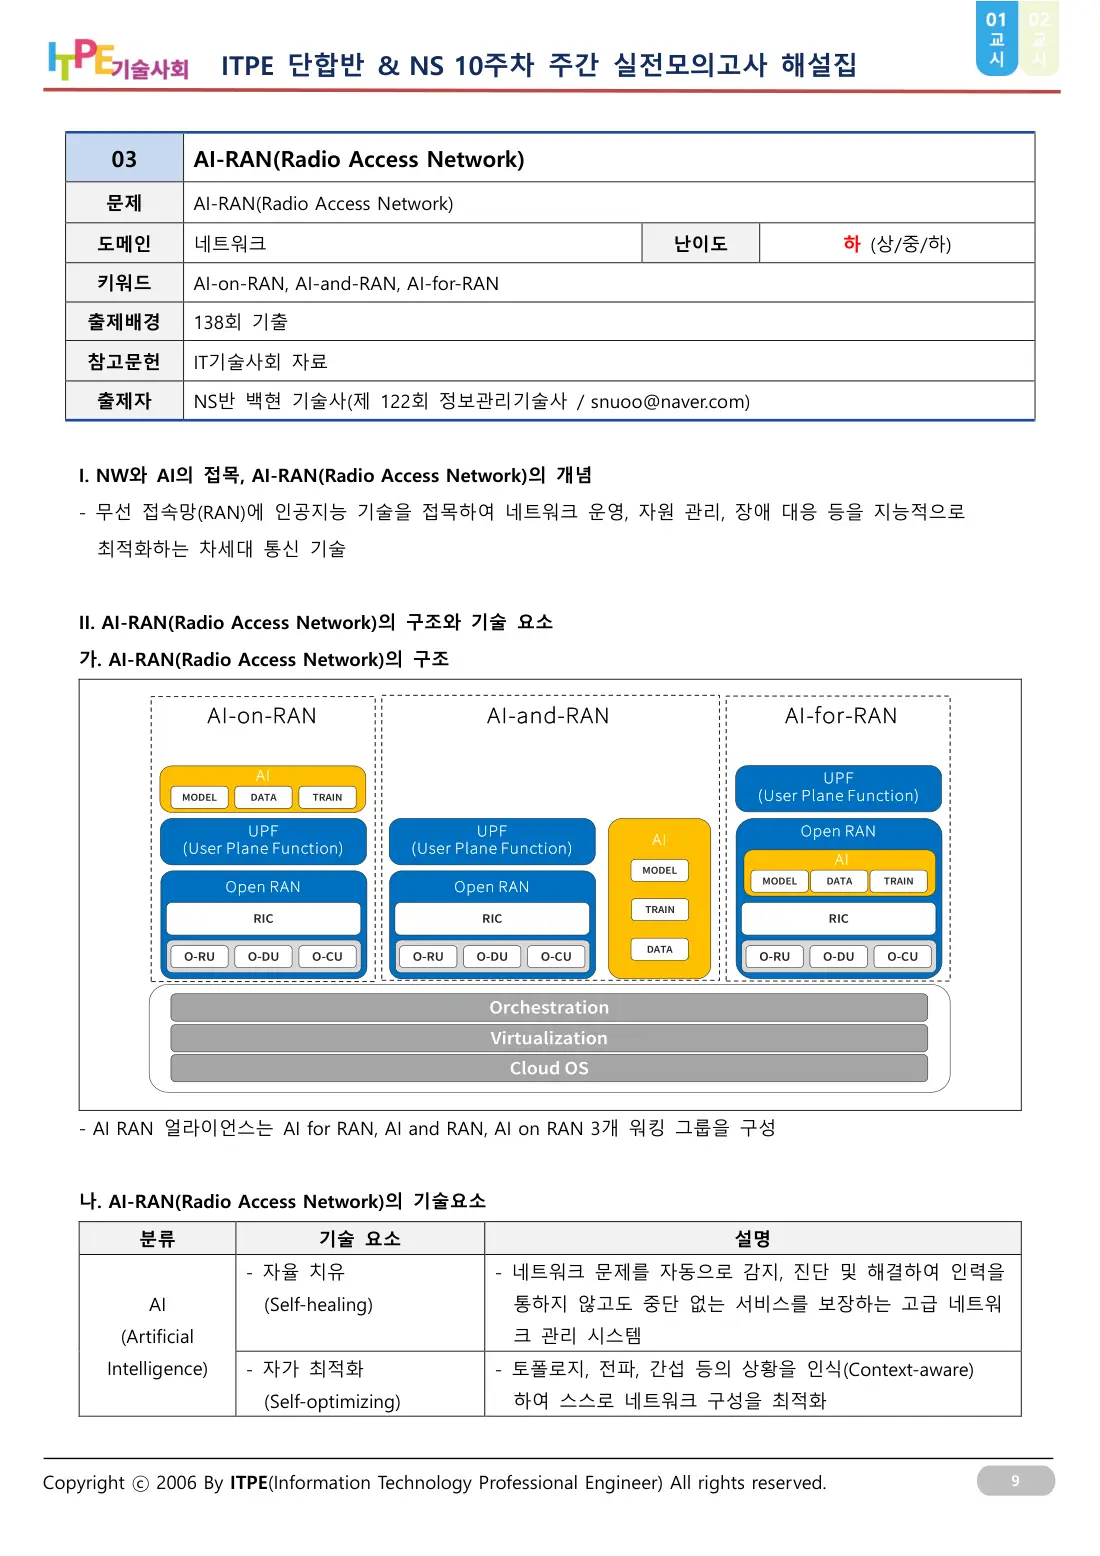 ITPE기술사회
ITPE 단합반 & NS 10주차 주간 실전모의고사 해설집
01
교
시
02
교
시
03
AI-RAN(Radio Access Network)
문제
AI-RAN(Radio Access Network)
도메인
네트워크
난이도
하 (상/중/하)
키워드
AI-on-RAN, AI-and-RAN, AI-for-RAN
출제배경
138회 기출
참고문헌
IT기술사회 자료
출제자
NS반 백현 기술사(제 122회 정보관리기술사 / snuoo@naver.com)
I. NW와 AI의 접목, AI-RAN(Radio Access Network)의 개념
- 무선 접속망(RAN)에 인공지능 기술을 접목하여 네트워크 운영, 자원 관리, 장애 대응 등을 지능적으로
최적화하는 차세대 통신 기술
II. AI-RAN(Radio Access Network)의 구조와 기술 요소
가. AI-RAN(Radio Access Network)의 구조
AI-on-RAN
AI
MODEL DATA TRAIN
UPF
(User Plane Function)
Open RAN
RIC
O-RU O-DU O-CU
AI-and-RAN
UPF
(User Plane Function)
Open RAN
RIC
O-RU O-DU O-CU
AI
MODEL
TRAIN
DATA
AI-for-RAN
UPF
(User Plane Function)
Open RAN
AI
MODEL DATA TRAIN
RIC
O-RU O-DU O-CU
Orchestration
Virtualization
Cloud OS
- AI RAN 얼라이언스는 AI for RAN, AI and RAN, AI on RAN 3개 워킹 그룹을 구성
나. AI-RAN(Radio Access Network)의 기술요소
분류
기술 요소
설명
AI
(Artificial
Intelligence)
- 자율 치유
(Self-healing)
- 네트워크 문제를 자동으로 감지, 진단 및 해결하여 인력을
통하지 않고도 중단 없는 서비스를 보장하는 고급 네트워
크 관리 시스템
- 자가 최적화
(Self-optimizing)
- 토폴로지, 전파, 간섭 등의 상황을 인식(Context-aware)
하여 스스로 네트워크 구성을 최적화
Copyright ⓒ 2006 By ITPE(Information Technology Professional Engineer) All rights reserved.
9